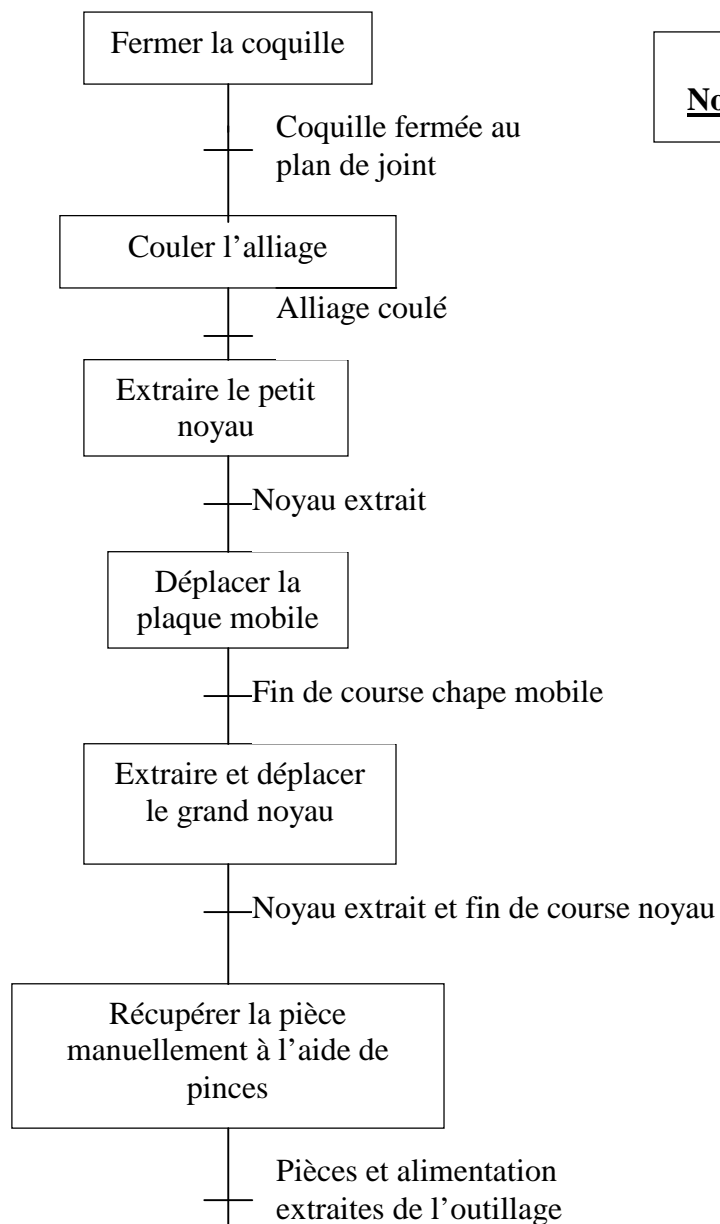 Fermer la coquille
Coquille fermée au
plan de joint
Couler l’alliage
Alliage coulé
Extraire le petit
noyau
Noyau extrait
Déplacer la
plaque mobile
Fin de course chape mobile
Extraire et déplacer
le grand noyau
Noyau extrait et fin de course noyau
Récupérer la pièce
manuellement à l’aide de
pinces
Pièces et alimentation
extraites de l’outillage